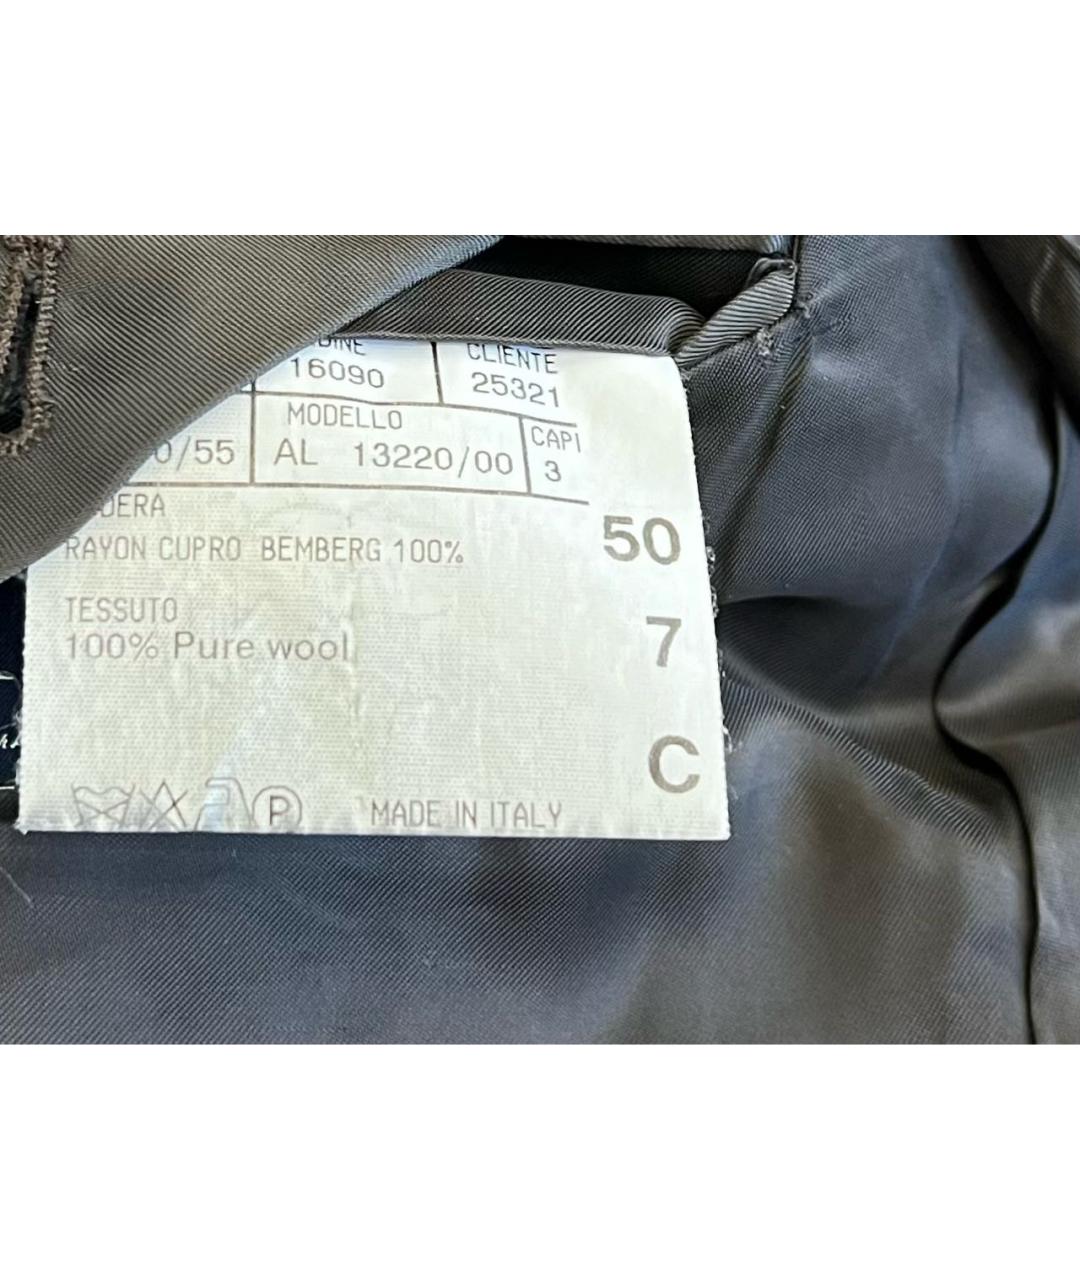 CLIENTE
16090 25321
MODELLO CAPI
0/55 AL 13220/00 3
RAYON CUPRO BEMBERG 100%
50
TESSUTO
100% Pure wool
7
C
P MADE IN ITALY